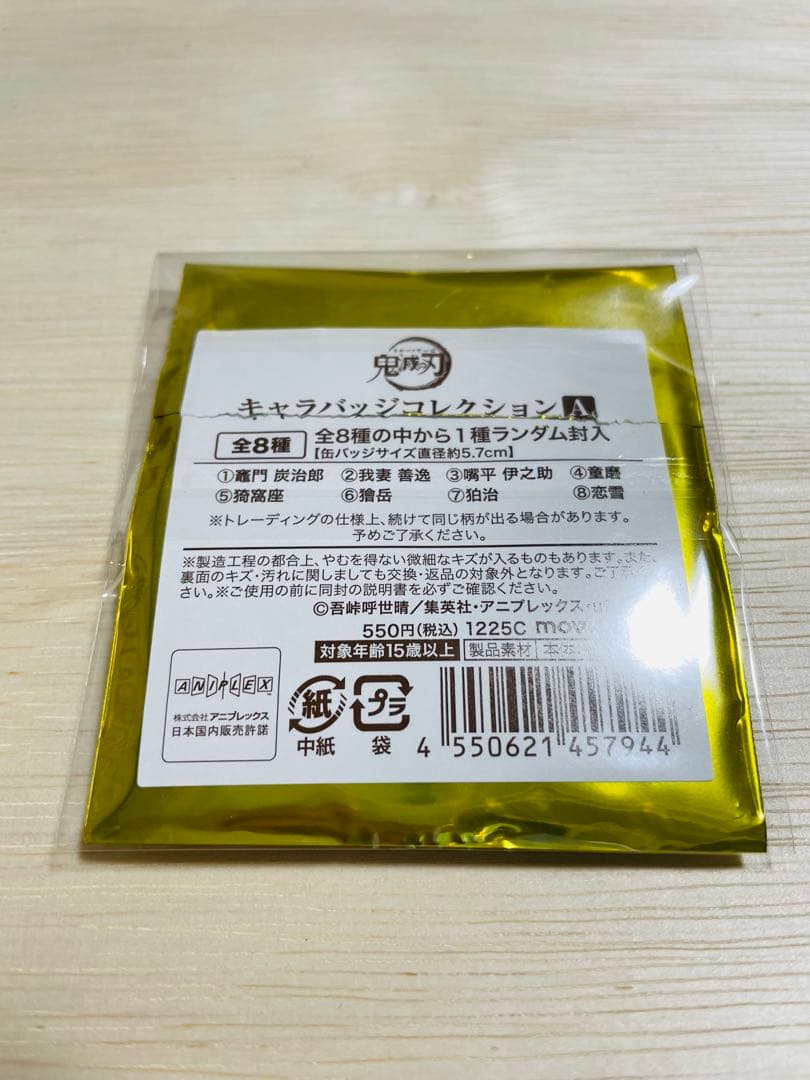 鬼滅の刃
キャラバッジコレクション A
全8種 全8種の中から1種ランダム封入
【缶バッジサイズ直径約5.7cm】
①竈門 炭治郎 ②我妻 善逸 ③嘴平 伊之助 ④童磨
⑤猗窩座 ⑥獪岳 ⑦狛治 ⑧恋雪
※トレーディングの仕様上、続けて同じ柄が出る場合があります。
予めご了承ください。
※製造工程の都合上、やむを得ない微細なキズが入るものもあります。また、
裏面のキズ・汚れに関しましても交換・返品の対象外となります。ご了承
さい。※ご使用の前に同封の説明書を必ずご確認ください。
©吾峠呼世晴／集英社・アニプレックス・
550円(税込) 1225C
対象年齢15歳以上 製品素材 本体
ANIPLEX
株式会社 アニプレックス
日本国内販売許諾
紙 プラ
中紙 袋
4 550621 457944